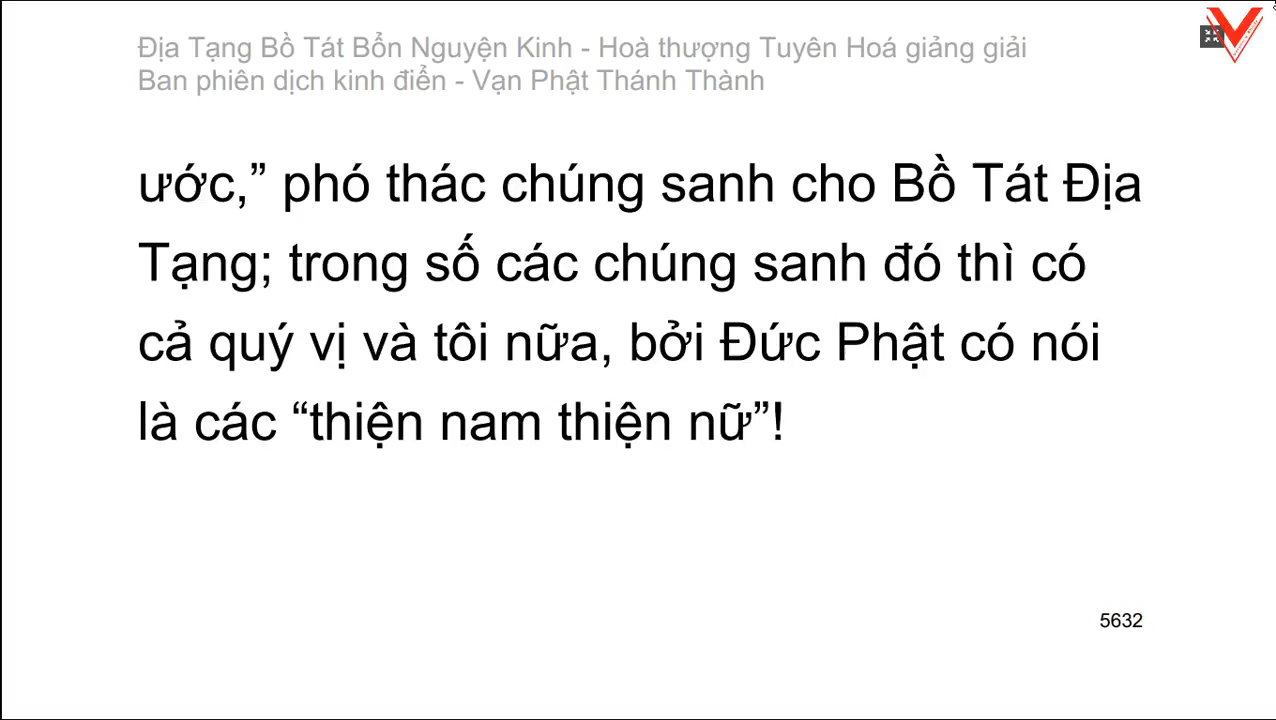 Địa Tạng Bồ Tát Bổn Nguyện Kinh - Hoà thượng Tuyên Hoá giảng giải
Ban phiên dịch kinh điển - Vạn Phật Thánh Thành
ước,” phó thác chúng sanh cho Bồ Tát Địa
Tạng; trong số các chúng sanh đó thì có
cả quý vị và tôi nữa, bởi Đức Phật có nói
là các “thiện nam thiện nữ”!
5632